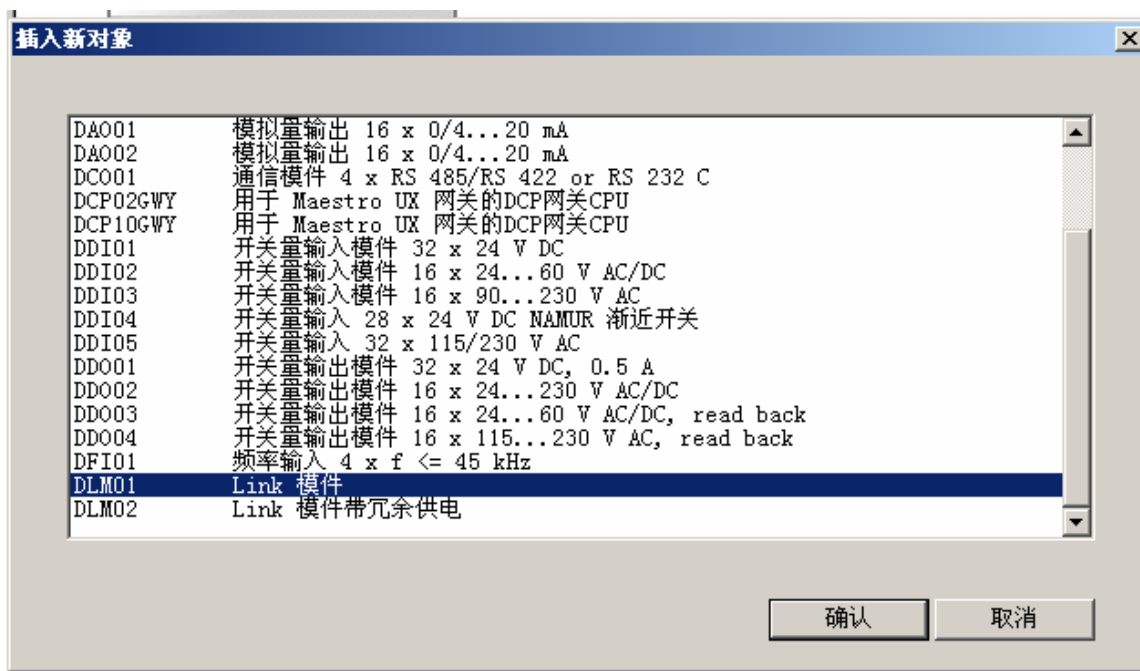 插入新对象
DAO01 模拟量输出 16 x 0/4...20 mA
DAO02 模拟量输出 16 x 0/4...20 mA
DCO01 通信模件 4 x RS 485/RS 422 or RS 232 C
DCP02GWY 用于 Maestro UX 网关的DCP网关CPU
DCP10GWY 用于 Maestro UX 网关的DCP网关CPU
DDI01 开关量输入模件 32 x 24 V DC
DDI02 开关量输入模件 16 x 24...60 V AC/DC
DDI03 开关量输入模件 16 x 90...230 V AC
DDI04 开关量输入 28 x 24 V DC NAMUR 渐近开关
DDI05 开关量输入 32 x 115/230 V AC
DDO01 开关量输出模件 32 x 24 V DC, 0.5 A
DDO02 开关量输出模件 16 x 24...230 V AC/DC
DDO03 开关量输出模件 16 x 24...60 V AC/DC, read back
DDO04 开关量输出模件 16 x 115...230 V AC, read back
DFI01 频率输入 4 x f <= 45 kHz
DLM01 Link 模件
DLM02 Link 模件带冗余供电
确认 取消